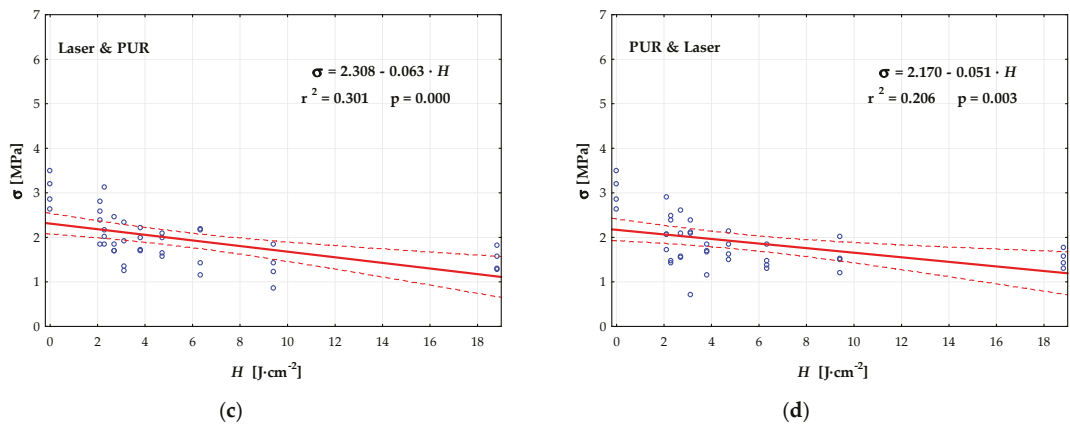 7
6
5
4
3
2
1
0
σ [MPa]
Laser & PUR
σ = 2.308 - 0.063 · H
r 2 = 0.301 p = 0.000
0 2 4 6 8 10 12 14 16 18
H [J·cm-2]
(c)
7
6
5
4
3
2
1
0
σ [MPa]
PUR & Laser
σ = 2.170 - 0.051 · H
r 2 = 0.206 p = 0.003
0 2 4 6 8 10 12 14 16 18
H [J·cm-2]
(d)